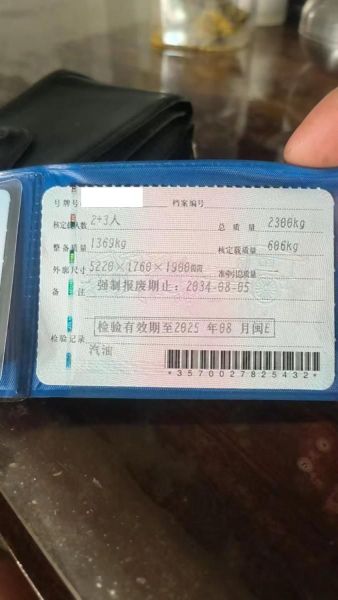 号牌号 档案编号
核定载人数 2+3人 总质量 2300kg
整备质量 1369kg 核定载质量 606kg
外廓尺寸 5220×1760×1900mm 准牵引总质量 —
备注 强制报废期止：2034-08-05
检验有效期至2025年08月闽E
检验记录
汽油
*3570027825432*